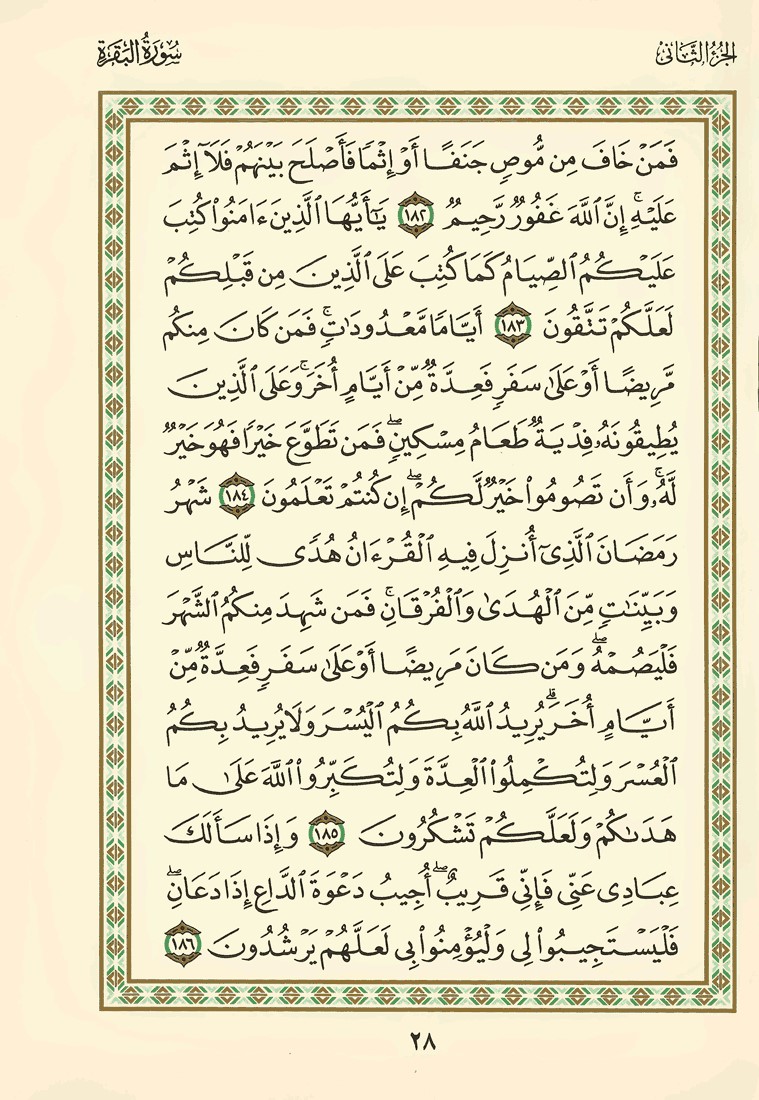 الجزء الثاني
سورة البقرة
فَمَنْ خَافَ مِن مُّوصٍ جَنَفًا أَوْ إِثْمًا فَأَصْلَحَ بَيْنَهُمْ فَلَآ إِثْمَ
عَلَيْهِ ۚ إِنَّ ٱللَّهَ غَفُورٌ رَّحِيمٌ ١٨٢ يَـٰٓأَيُّهَا ٱلَّذِينَ ءَامَنُوا۟ كُتِبَ
عَلَيْكُمُ ٱلصِّيَامُ كَمَا كُتِبَ عَلَى ٱلَّذِينَ مِن قَبْلِكُمْ
لَعَلَّكُمْ تَتَّقُونَ ١٨٣ أَيَّامًا مَّعْدُودَٰتٍ ۚ فَمَن كَانَ مِنكُم
مَّرِيضًا أَوْ عَلَىٰ سَفَرٍ فَعِدَّةٌ مِّنْ أَيَّامٍ أُخَرَ ۚ وَعَلَى ٱلَّذِينَ
يُطِيقُونَهُۥ فِدْيَةٌ طَعَامُ مِسْكِينٍ ۖ فَمَن تَطَوَّعَ خَيْرًا فَهُوَ خَيْرٌ
لَّهُۥ ۚ وَأَن تَصُومُوا۟ خَيْرٌ لَّكُمْ ۖ إِن كُنتُمْ تَعْلَمُونَ ١٨٤ شَهْرُ
رَمَضَانَ ٱلَّذِىٓ أُنزِلَ فِيهِ ٱلْقُرْءَانُ هُدًى لِّلنَّاسِ
وَبَيِّنَـٰتٍ مِّنَ ٱلْهُدَىٰ وَٱلْفُرْقَانِ ۚ فَمَن شَهِدَ مِنكُمُ ٱلشَّهْرَ
فَلْيَصُمْهُ ۖ وَمَن كَانَ مَرِيضًا أَوْ عَلَىٰ سَفَرٍ فَعِدَّةٌ مِّنْ
أَيَّامٍ أُخَرَ ۗ يُرِيدُ ٱللَّهُ بِكُمُ ٱلْيُسْرَ وَلَا يُرِيدُ بِكُمُ
ٱلْعُسْرَ وَلِتُكْمِلُوا۟ ٱلْعِدَّةَ وَلِتُكَبِّرُوا۟ ٱللَّهَ عَلَىٰ مَا
هَدَىٰكُمْ وَلَعَلَّكُمْ تَشْكُرُونَ ١٨٥ وَإِذَا سَأَلَكَ
عِبَادِى عَنِّى فَإِنِّى قَرِيبٌ ۖ أُجِيبُ دَعْوَةَ ٱلدَّاعِ إِذَا دَعَانِ ۖ
فَلْيَسْتَجِيبُوا۟ لِى وَلْيُؤْمِنُوا۟ بِى لَعَلَّهُمْ يَرْشُدُونَ ١٨٦
٢٨